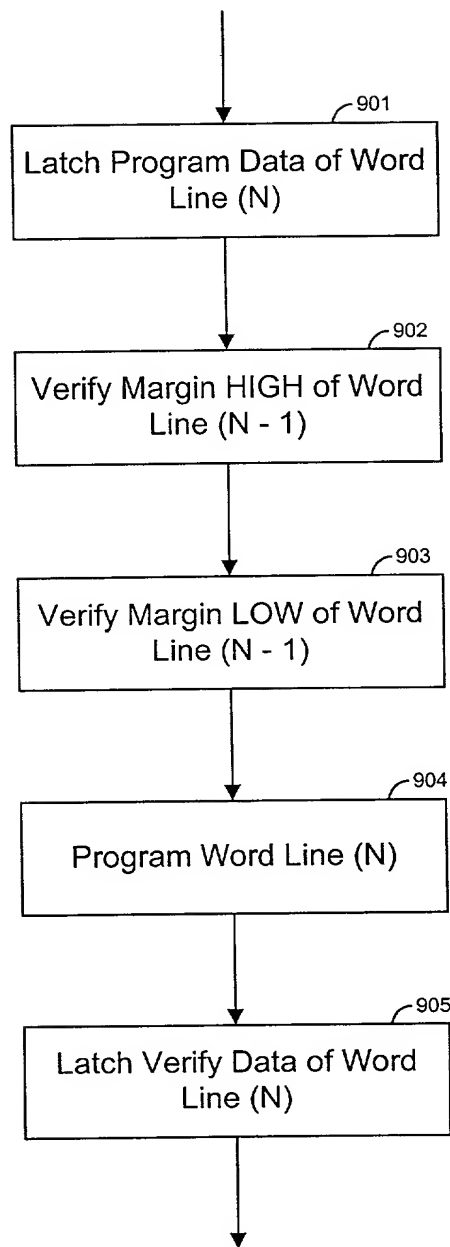 901
Latch Program Data of Word
Line (N)
902
Verify Margin HIGH of Word
Line (N - 1)
903
Verify Margin LOW of Word
Line (N - 1)
904
Program Word Line (N)
905
Latch Verify Data of Word
Line (N)